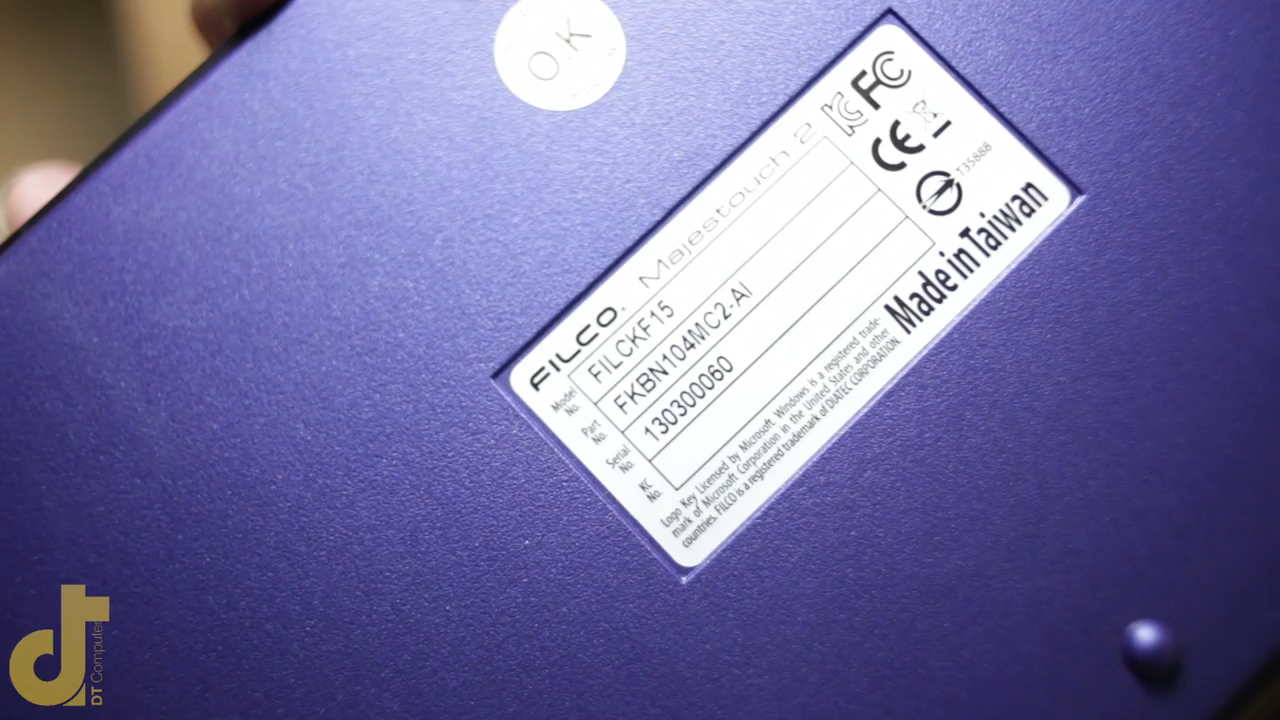 O.K
FILCO. Majestouch 2
Model No. FILCKF15
Part No. FKBN104MC2-AI
Serial No. 130300060
KC No.
FC
CE
T35888
Made in Taiwan
Logo Key Licensed by Microsoft. Windows is a registered trade-
mark of Microsoft Corporation in the United States and other
countries. FILCO is a registered trademark of DIATEC CORPORATION.
dt
DT Computer